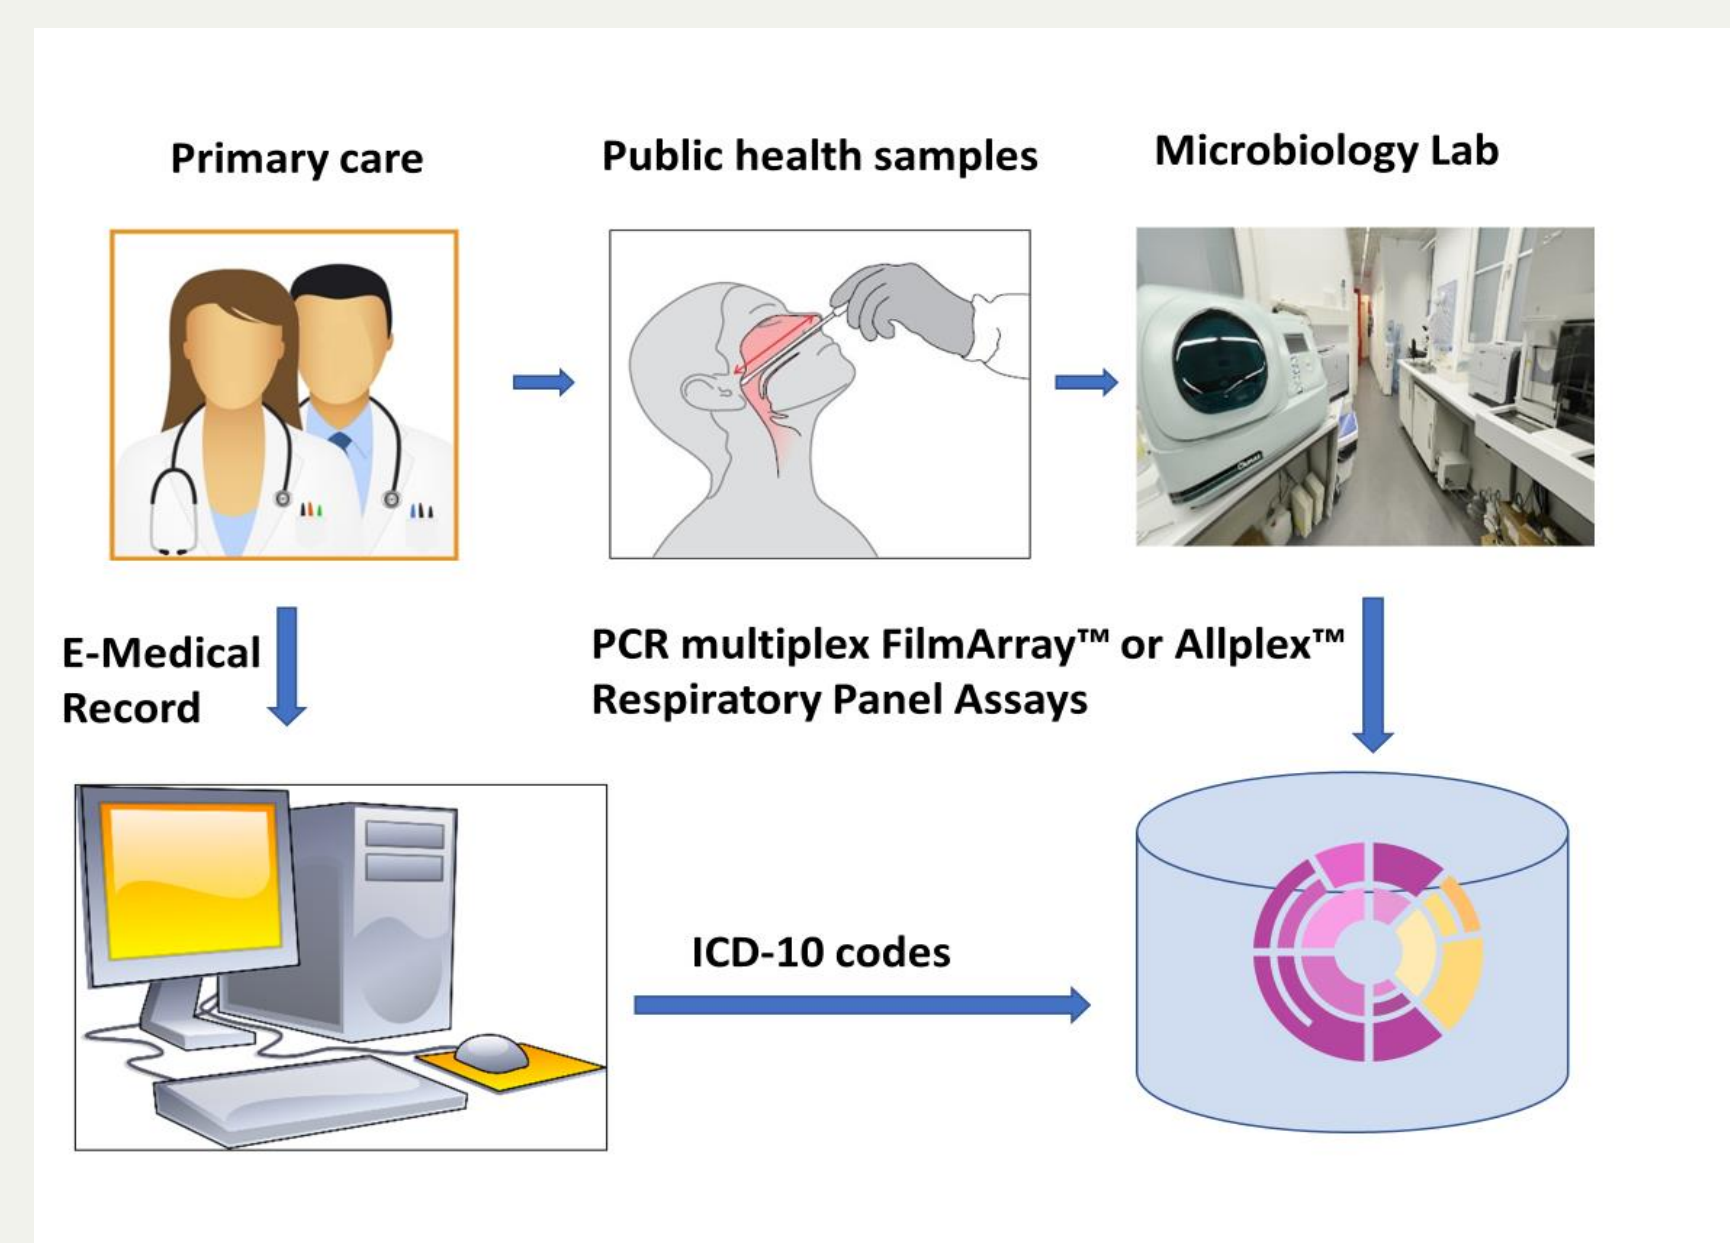 Primary care
Public health samples
Microbiology Lab
E-Medical
Record
PCR multiplex FilmArray™ or Allplex™
Respiratory Panel Assays
ICD-10 codes